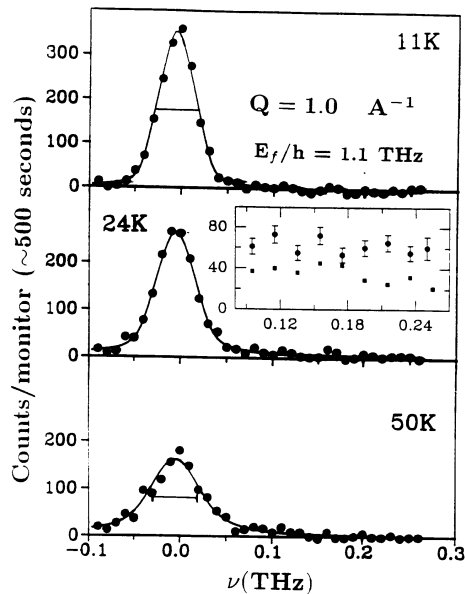 300
200
100
0
11K
Q = 1.0 A⁻¹
E_f/h = 1.1 THz
Counts/monitor (~500 seconds)
24K
200
100
0
80
40
0
0.12 0.18 0.24
50K
200
100
0
-0.1 0.0 0.1 0.2 0.3
ν(THz)